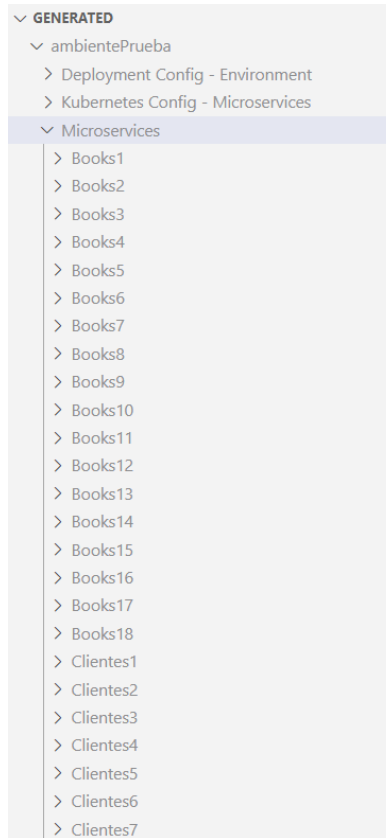 GENERATED
ambientePrueba
Deployment Config - Environment
Kubernetes Config - Microservices
Microservices
Books1
Books2
Books3
Books4
Books5
Books6
Books7
Books8
Books9
Books10
Books11
Books12
Books13
Books14
Books15
Books16
Books17
Books18
Clientes1
Clientes2
Clientes3
Clientes4
Clientes5
Clientes6
Clientes7